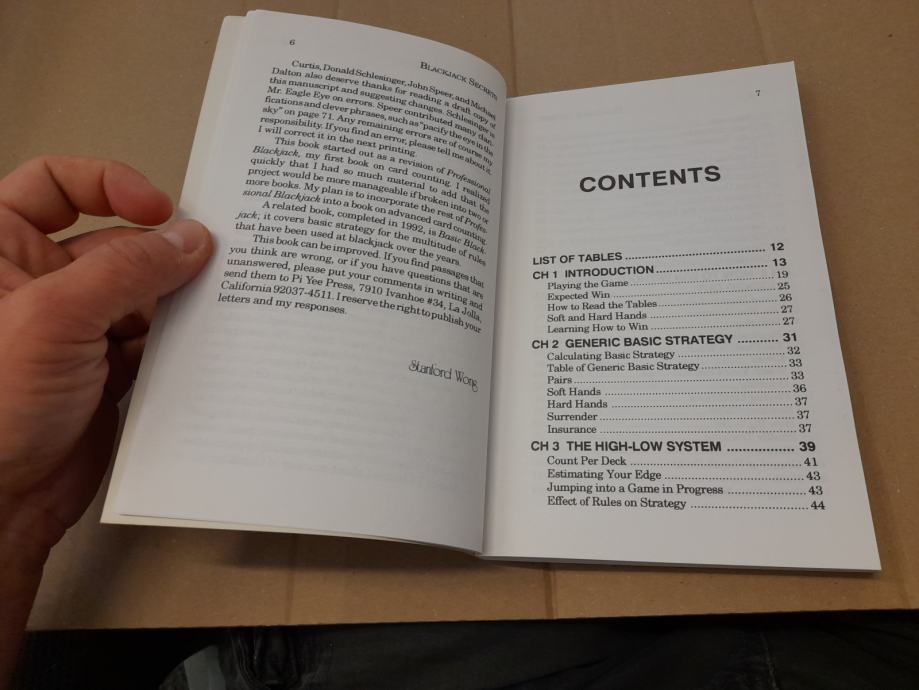 6
BLACKJACK SECRETS
Curtis, Donald Schlesinger, John Speer, and Michael
Dalton also deserve thanks for reading a draft copy of
this manuscript and suggesting changes. Schlesinger is
Mr. Eagle Eye on errors. Speer contributed many clari-
fications and clever phrases, such as "pacify the eye in the
sky" on page 71. Any remaining errors are of course my
responsibility. If you find an error, please tell me about it.
I will correct it in the next printing.
This book started out as a revision of Professional
Blackjack, my first book on card counting. I realized
quickly that I had so much material to add that the
project would be more manageable if broken into two or
more books. My plan is to incorporate the rest of Profes-
sional Blackjack into a book on advanced card counting.
A related book, completed in 1992, is Basic Black-
jack; it covers basic strategy for the multitude of rules
that have been used at blackjack over the years.
This book can be improved. If you find passages that
you think are wrong, or if you have questions that are
unanswered, please put your comments in writing and
send them to Pi Yee Press, 7910 Ivanhoe #34, La Jolla,
California 92037-4511. I reserve the right to publish your
letters and my responses.
Stanford Wong
7
CONTENTS
LIST OF TABLES ................................ 12
CH 1 INTRODUCTION ......................... 13
Playing the Game ................................ 19
Expected Win ................................ 25
How to Read the Tables ......................... 26
Soft and Hard Hands ............................ 27
Learning How to Win ............................ 27
CH 2 GENERIC BASIC STRATEGY .......... 31
Calculating Basic Strategy ...................... 32
Table of Generic Basic Strategy ................. 33
Pairs ........................................ 33
Soft Hands .................................... 36
Hard Hands .................................... 37
Surrender ..................................... 37
Insurance ..................................... 37
CH 3 THE HIGH-LOW SYSTEM ................ 39
Count Per Deck ................................ 41
Estimating Your Edge ........................... 43
Jumping into a Game in Progress ................ 43
Effect of Rules on Strategy ..................... 44